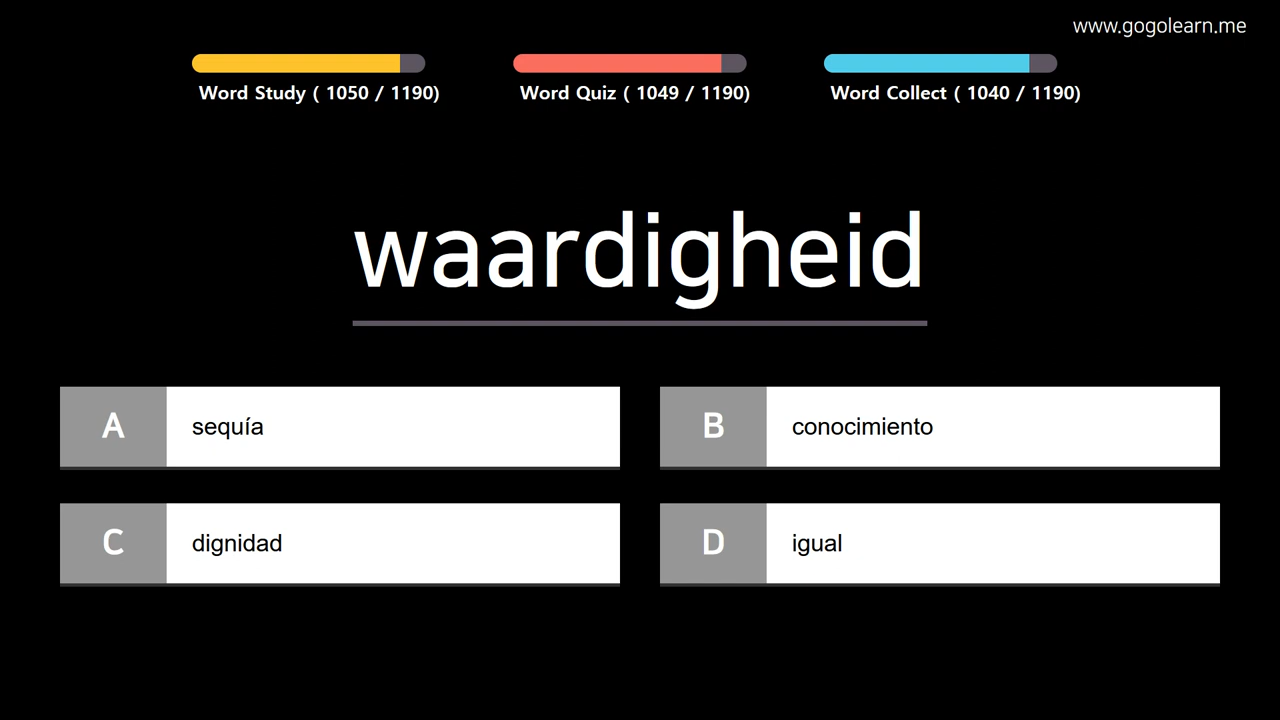 www.gogolearn.me
Word Study ( 1050 / 1190)
Word Quiz ( 1049 / 1190)
Word Collect ( 1040 / 1190)
waardigheid
A sequía
B conocimiento
C dignidad
D igual